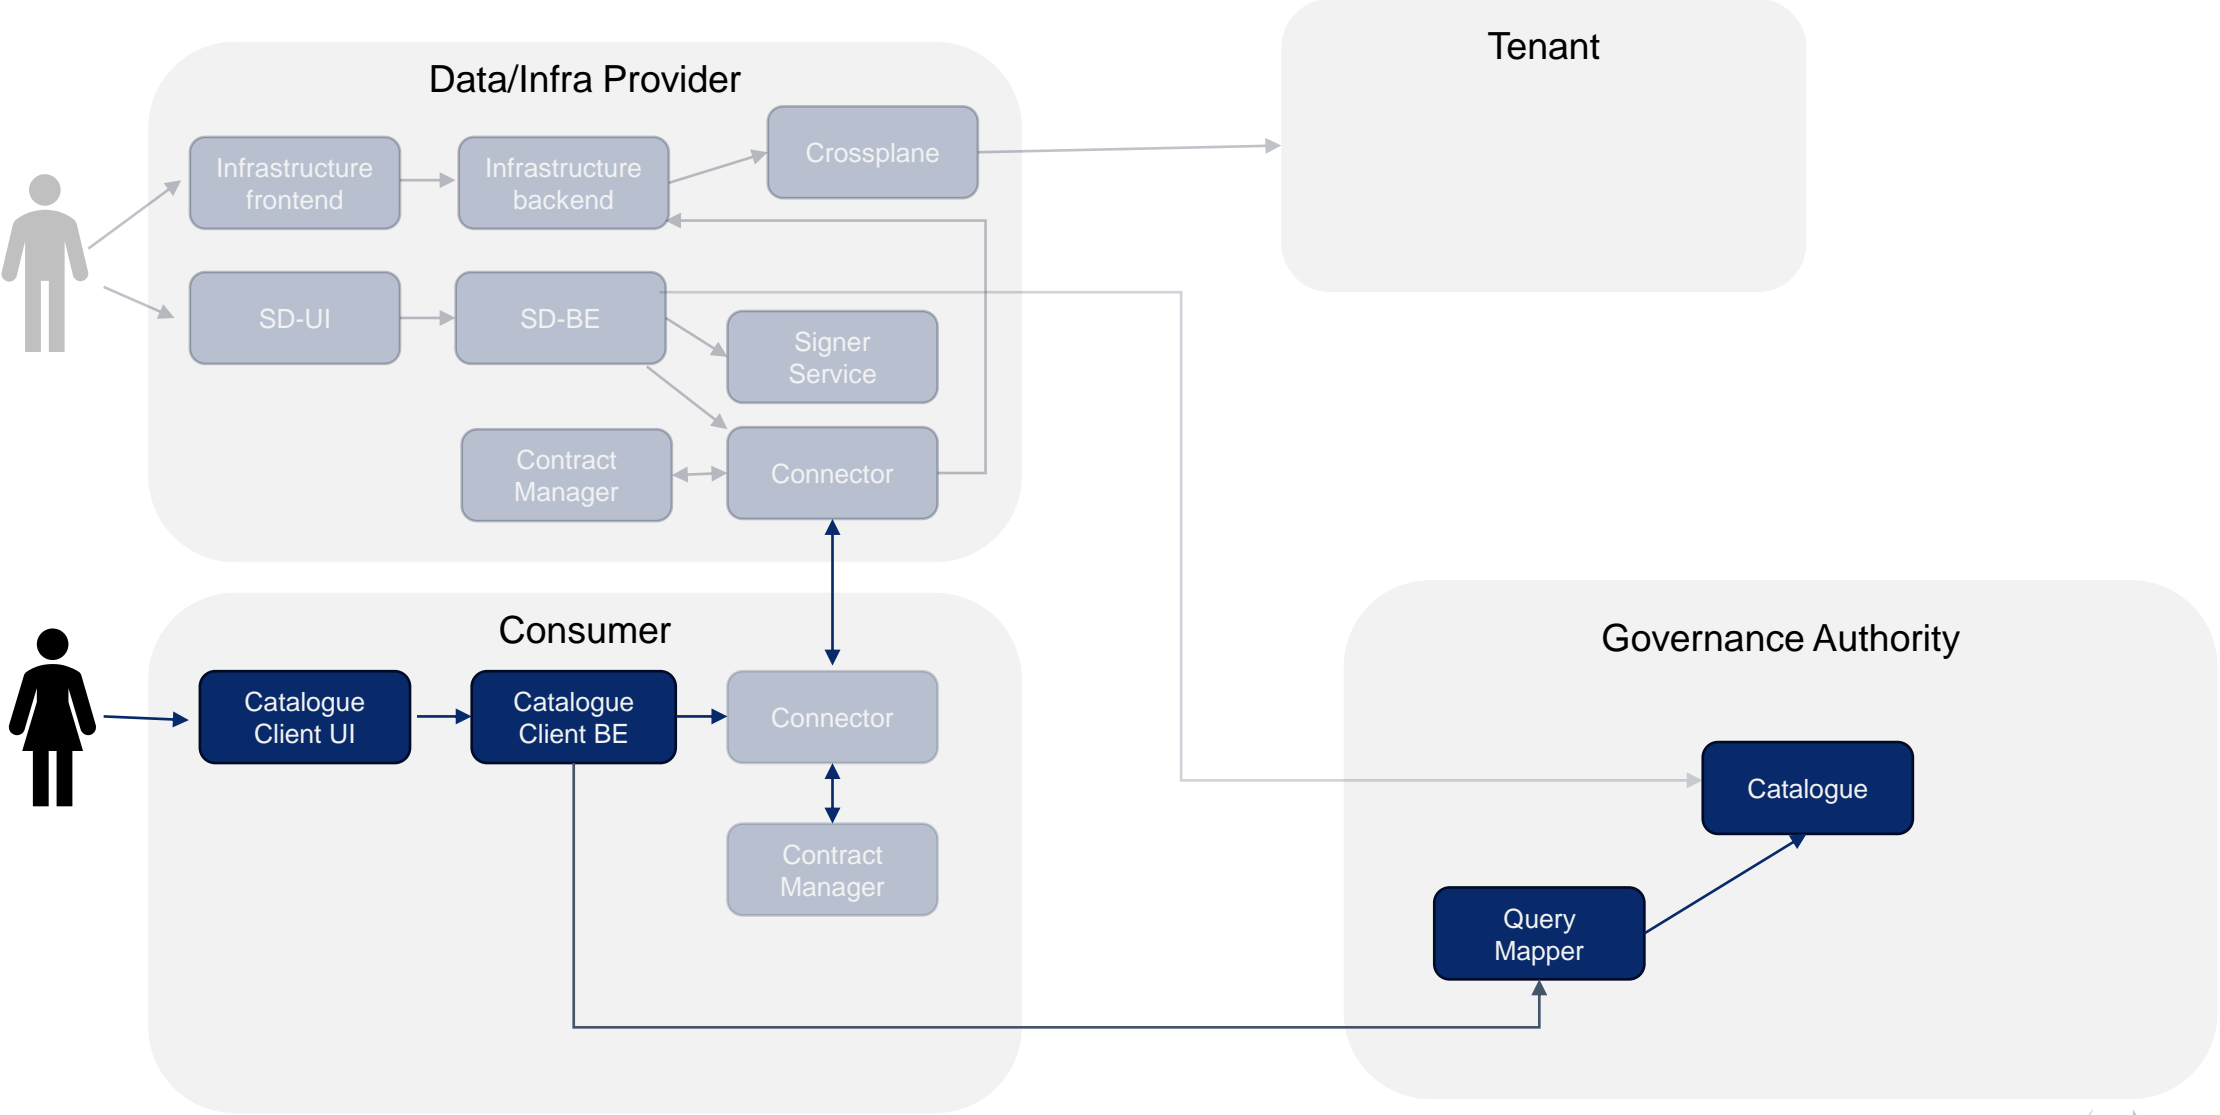 Tenant
Data/Infra Provider
Crossplane
Infrastructure
frontend
Infrastructure
backend
SD-UI
SD-BE
Signer
Service
Contract
Manager
Connector
Consumer
Governance Authority
Catalogue
Client UI
Catalogue
Client BE
Connector
Catalogue
Contract
Manager
Query
Mapper